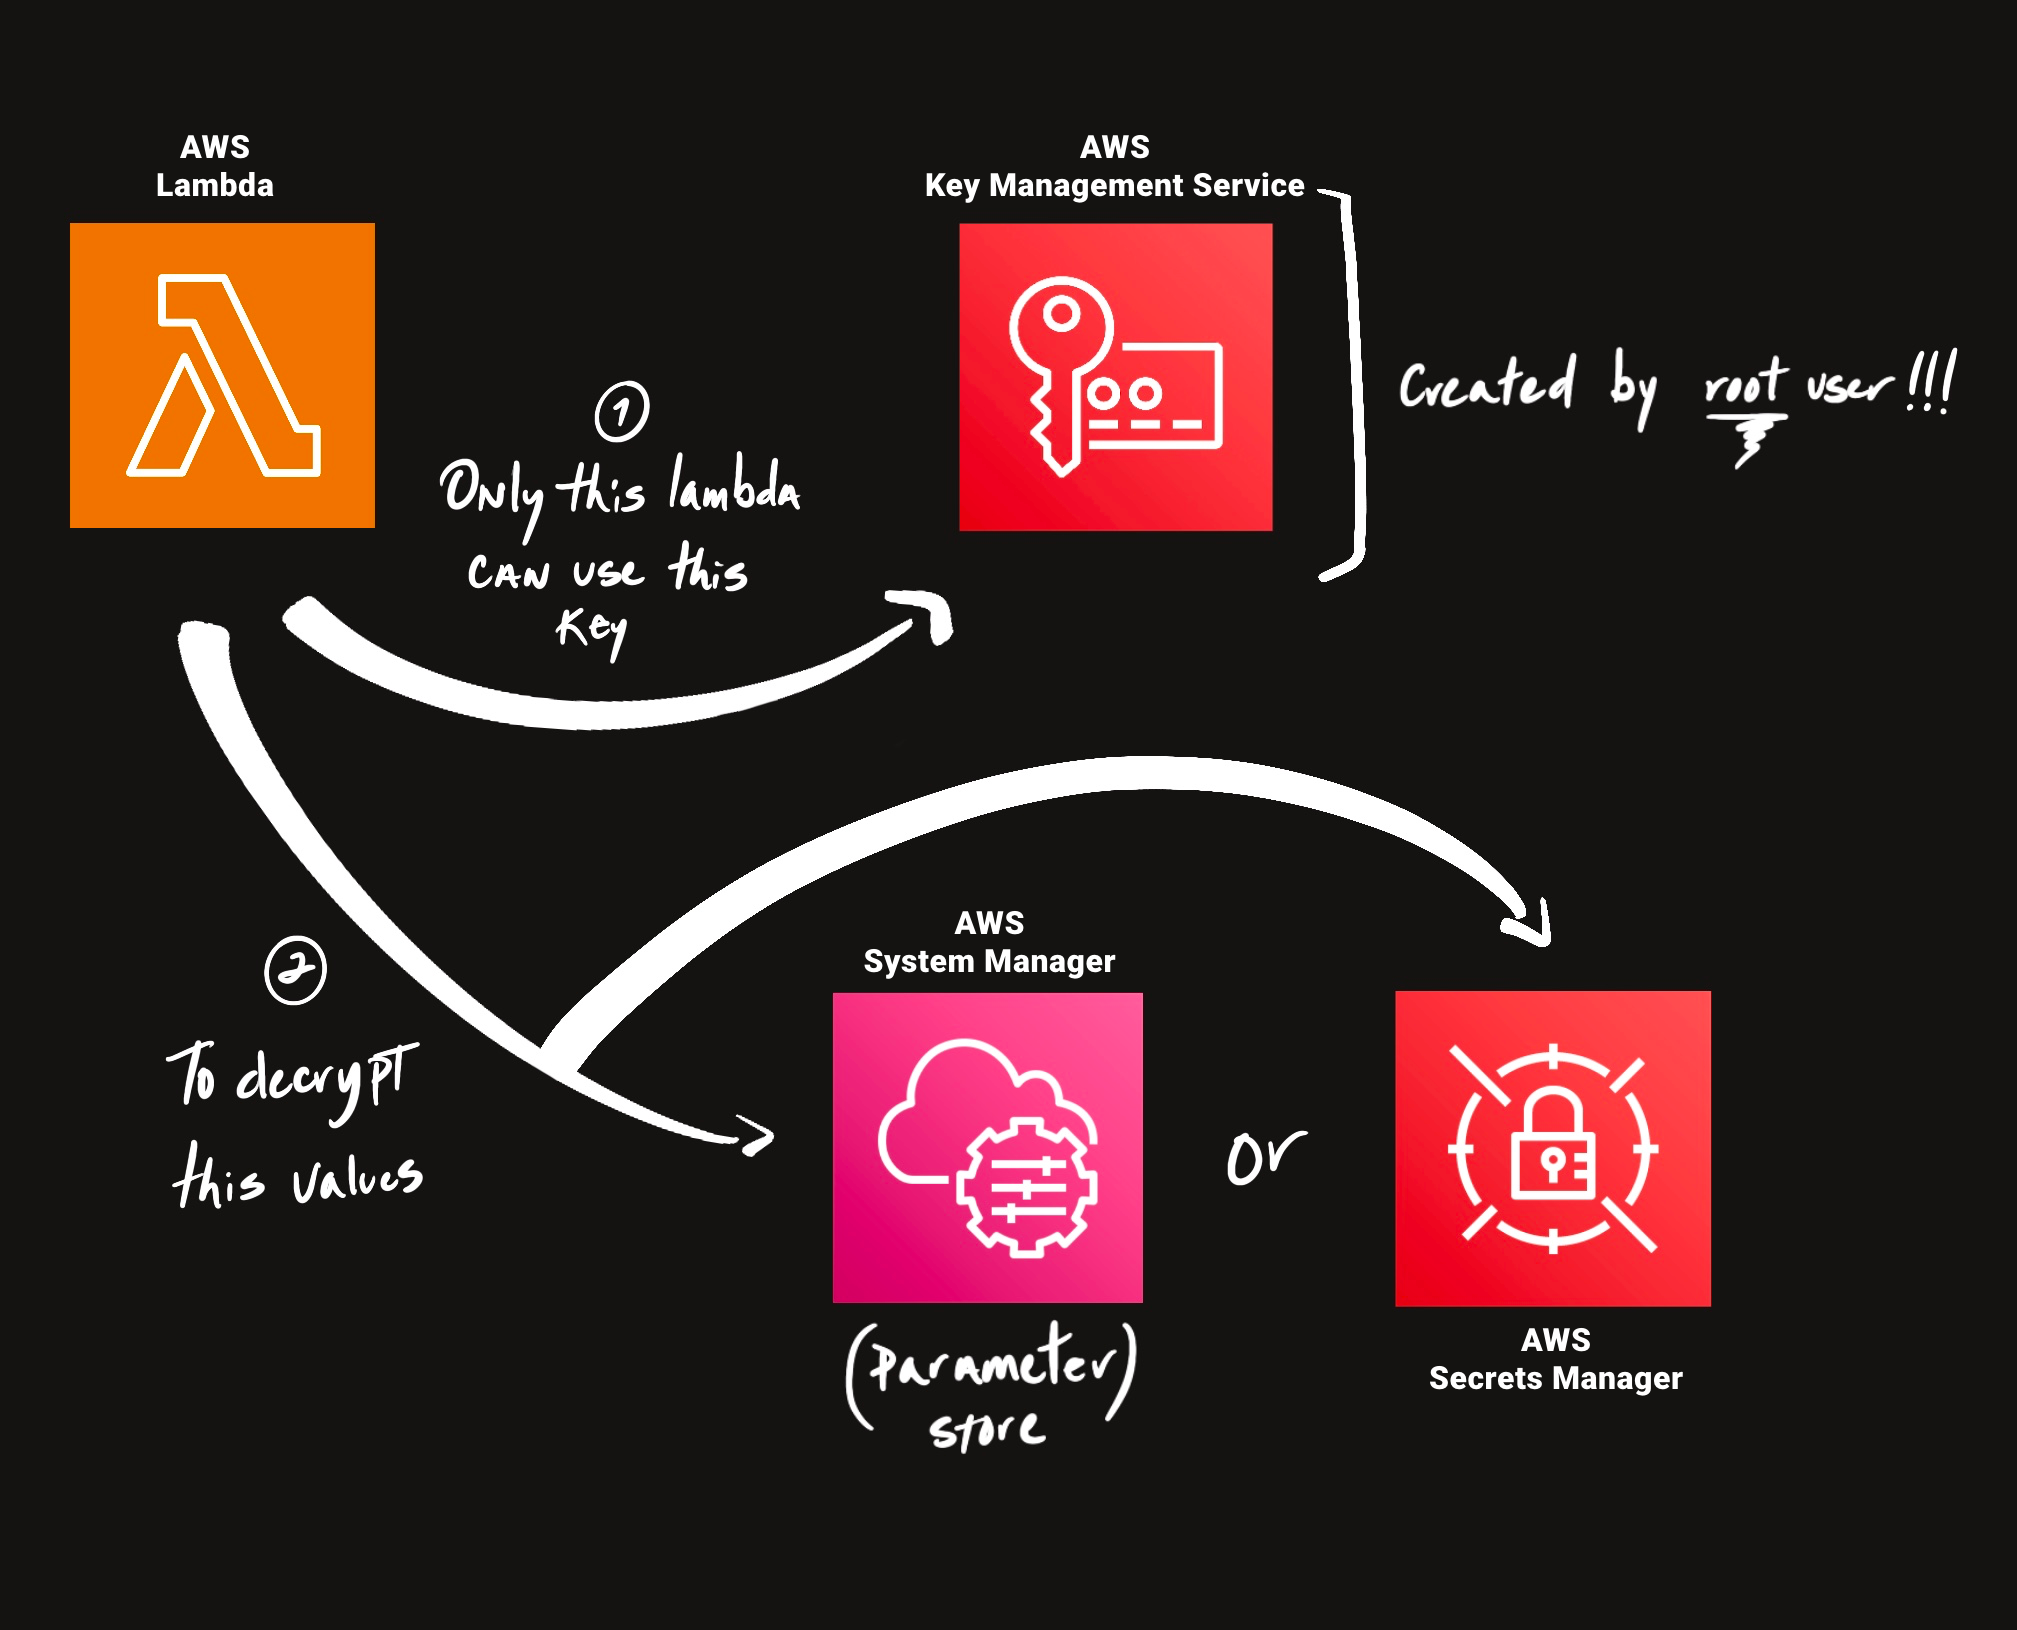 AWS
Lambda
AWS
Key Management Service
1
Only this lambda
can use this
key
Created by root user!!!
2
To decrypt
this values
AWS
System Manager
(Parameter)
store
or
AWS
Secrets Manager